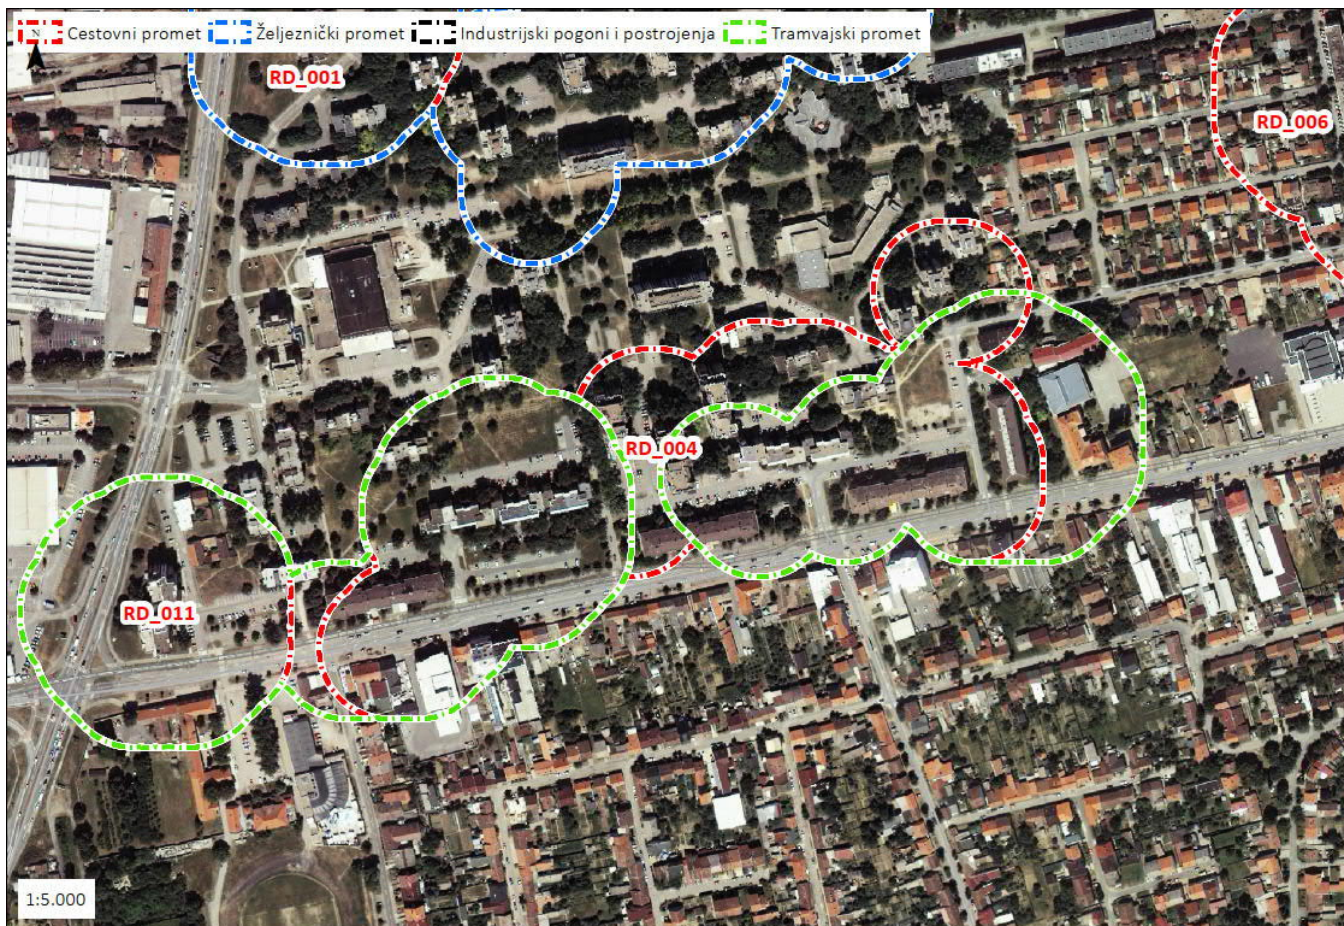 N
Cestovni promet Željeznički promet Industrijski pogoni i postrojenja Tramvajski promet
RD_001
RD_006
RD_004
RD_011
1:5.000